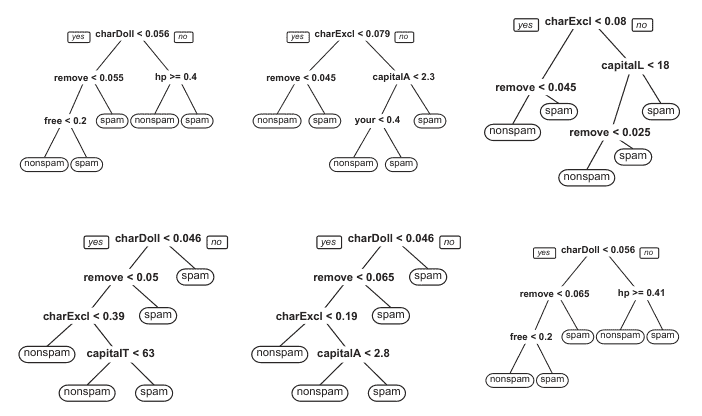 yes charDoll < 0.056 no
remove < 0.055 hp >= 0.4
free < 0.2 spam nonspam spam
nonspam spam
yes charExcl < 0.079 no
remove < 0.045 capitalA < 2.3
nonspam spam your < 0.4 spam
nonspam spam
yes charExcl < 0.08 no
capitalL < 18
remove < 0.045
spam spam
nonspam remove < 0.025
spam
nonspam
yes charDoll < 0.046 no
remove < 0.05 spam
charExcl < 0.39 spam
nonspam capitalT < 63
nonspam spam
yes charDoll < 0.046 no
remove < 0.065 spam
charExcl < 0.19 spam
nonspam capitalA < 2.8
nonspam spam
yes charDoll < 0.056 no
remove < 0.065 hp >= 0.41
free < 0.2 spam nonspam spam
nonspam spam